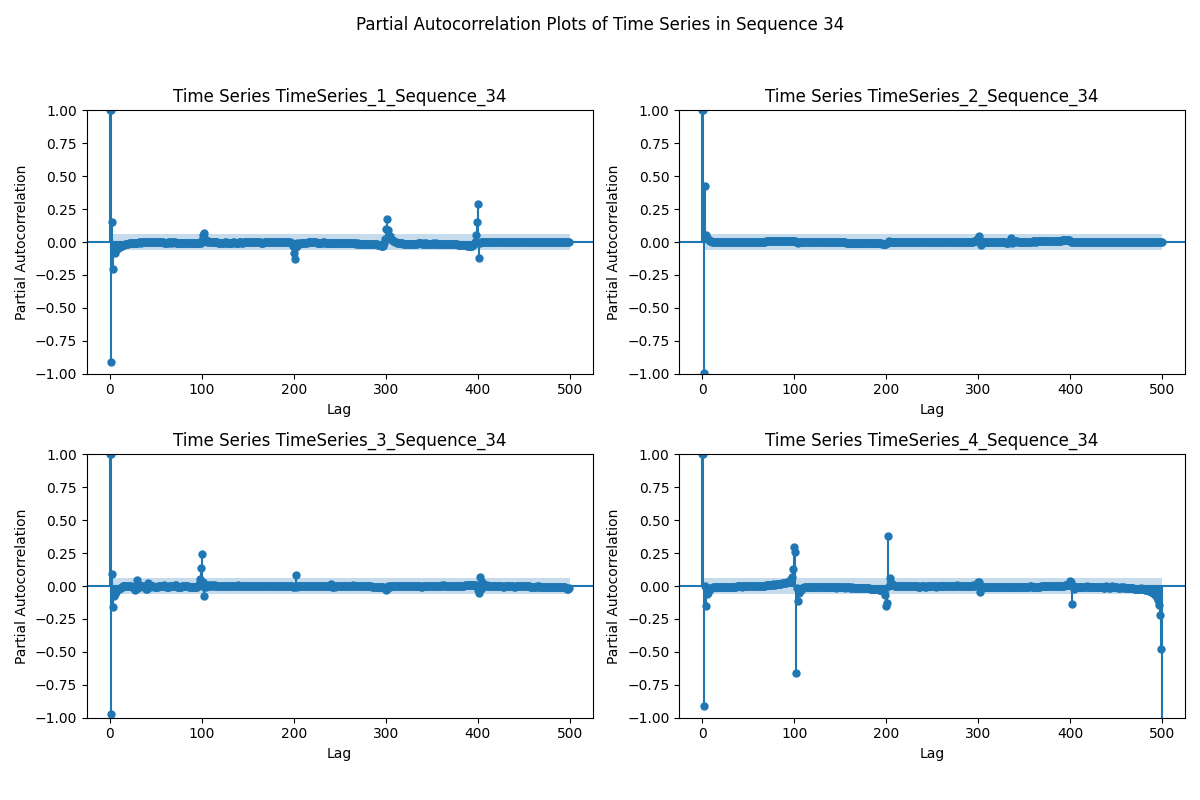 Partial Autocorrelation Plots of Time Series in Sequence 34
Time Series TimeSeries_1_Sequence_34
Partial Autocorrelation
1.00
0.75
0.50
0.25
0.00
−0.25
−0.50
−0.75
−1.00
0 100 200 300 400 500
Lag
Time Series TimeSeries_2_Sequence_34
Partial Autocorrelation
1.00
0.75
0.50
0.25
0.00
−0.25
−0.50
−0.75
−1.00
0 100 200 300 400 500
Lag
Time Series TimeSeries_3_Sequence_34
Partial Autocorrelation
1.00
0.75
0.50
0.25
0.00
−0.25
−0.50
−0.75
−1.00
0 100 200 300 400 500
Lag
Time Series TimeSeries_4_Sequence_34
Partial Autocorrelation
1.00
0.75
0.50
0.25
0.00
−0.25
−0.50
−0.75
−1.00
0 100 200 300 400 500
Lag